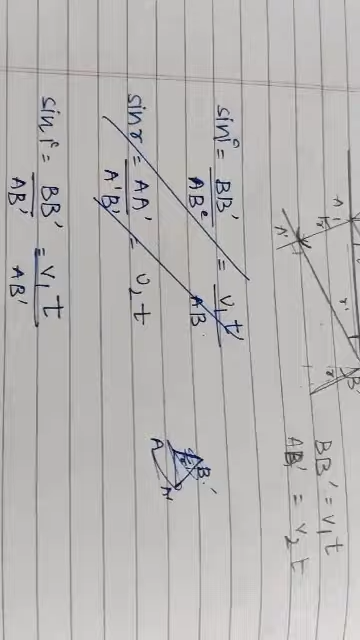 BB' = v₁t
AB' = v₂t
sin i = BB'/AB' = v₁t/AB
sin r = AA'/A'B' = v₂t
sin i = BB'/AB' = v₁t/AB'
A
B'